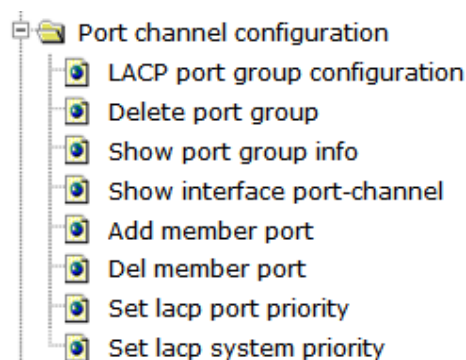 Port channel configuration
LACP port group configuration
Delete port group
Show port group info
Show interface port-channel
Add member port
Del member port
Set lacp port priority
Set lacp system priority